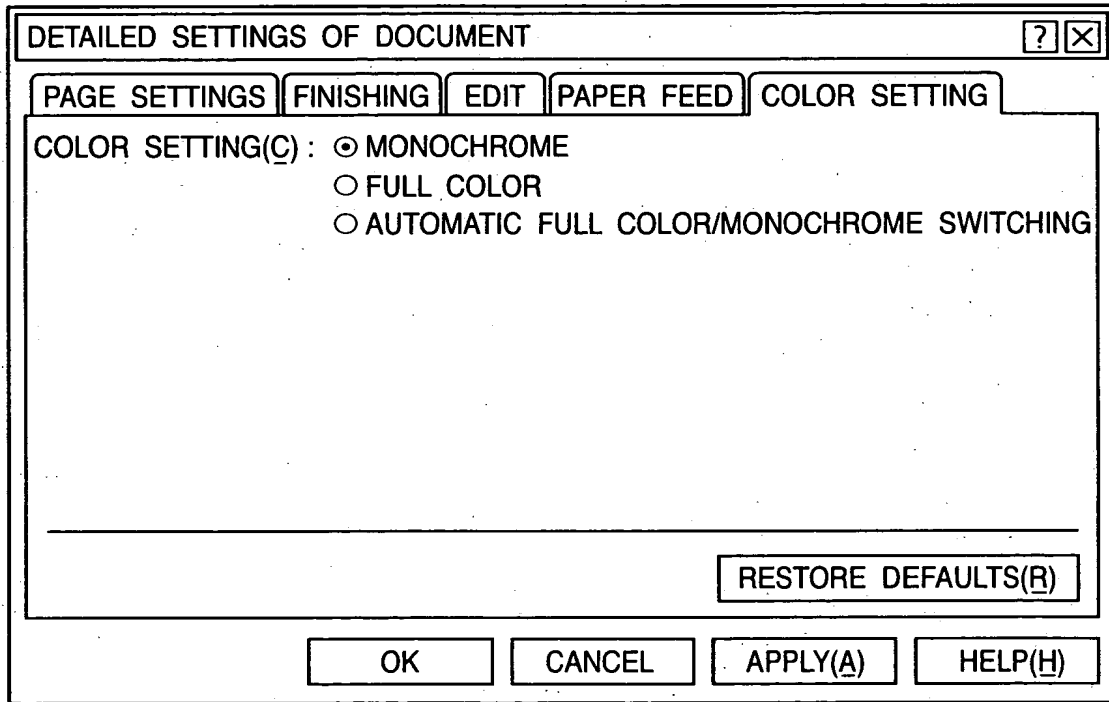 DETAILED SETTINGS OF DOCUMENT ? X
PAGE SETTINGS FINISHING EDIT PAPER FEED COLOR SETTING
COLOR SETTING(C) : MONOCHROME
FULL COLOR
AUTOMATIC FULL COLOR/MONOCHROME SWITCHING
RESTORE DEFAULTS(R)
OK CANCEL APPLY(A) HELP(H)